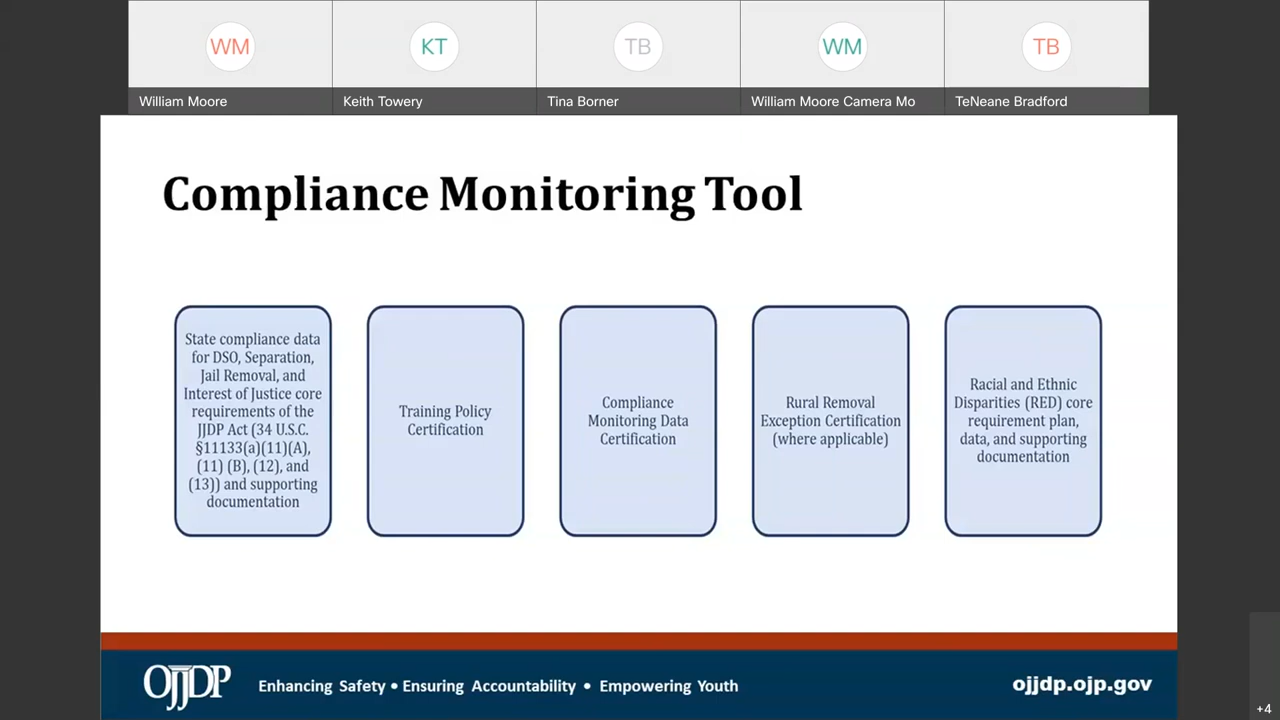 WM
KT
TB
WM
TB
William Moore
Keith Towery
Tina Borner
William Moore Camera Mo
TeNeane Bradford
Compliance Monitoring Tool
State compliance data
for DSO, Separation,
Jail Removal, and
Interest of Justice core
requirements of the
JJDP Act (34 U.S.C.
§11133(a)(11)(A),
(11) (B), (12), and
(13)) and supporting
documentation
Training Policy
Certification
Compliance
Monitoring Data
Certification
Rural Removal
Exception Certification
(where applicable)
Racial and Ethnic
Disparities (RED) core
requirement plan,
data, and supporting
documentation
OJJDP
Enhancing Safety • Ensuring Accountability • Empowering Youth
ojjdp.ojp.gov
+4